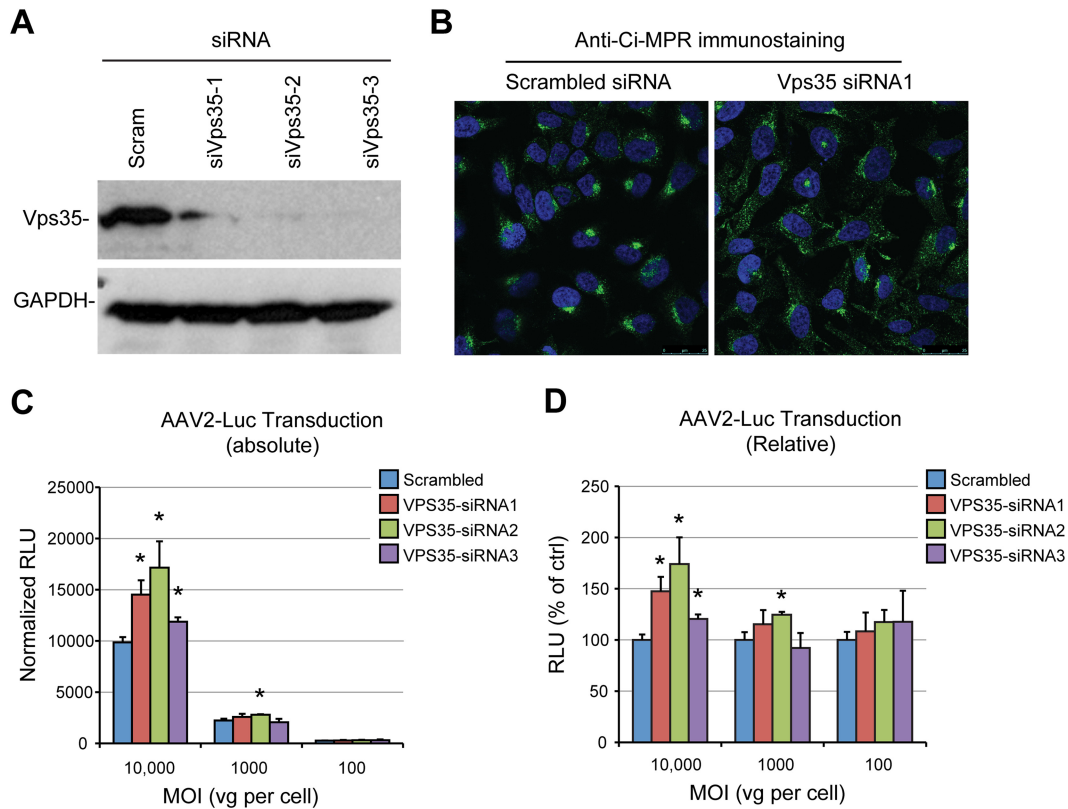 A
siRNA
Scram
siVps35-1
siVps35-2
siVps35-3
Vps35-
GAPDH-
B
Anti-Ci-MPR immunostaining
Scrambled siRNA
Vps35 siRNA1
C
AAV2-Luc Transduction
(absolute)
Scrambled
VPS35-siRNA1
VPS35-siRNA2
VPS35-siRNA3
Normalized RLU
25000
20000
15000
10000
5000
0
* * *
*
10,000 1000 100
MOI (vg per cell)
D
AAV2-Luc Transduction
(Relative)
Scrambled
VPS35-siRNA1
VPS35-siRNA2
VPS35-siRNA3
RLU (% of ctrl)
250
200
150
100
50
0
* * *
*
10,000 1000 100
MOI (vg per cell)